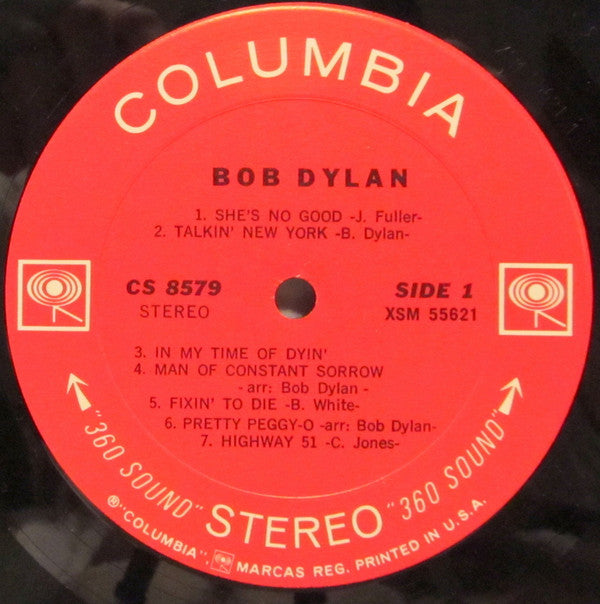 COLUMBIA
BOB DYLAN
1. SHE'S NO GOOD -J. Fuller-
2. TALKIN' NEW YORK -B. Dylan-
CS 8579
STEREO
SIDE 1
XSM 55621
3. IN MY TIME OF DYIN'
4. MAN OF CONSTANT SORROW
-arr: Bob Dylan -
5. FIXIN' TO DIE -B. White-
6. PRETTY PEGGY-O -arr: Bob Dylan-
7. HIGHWAY 51 -C. Jones-
"360 SOUND" STEREO "360 SOUND"
®"COLUMBIA", MARCAS REG. PRINTED IN U.S.A.